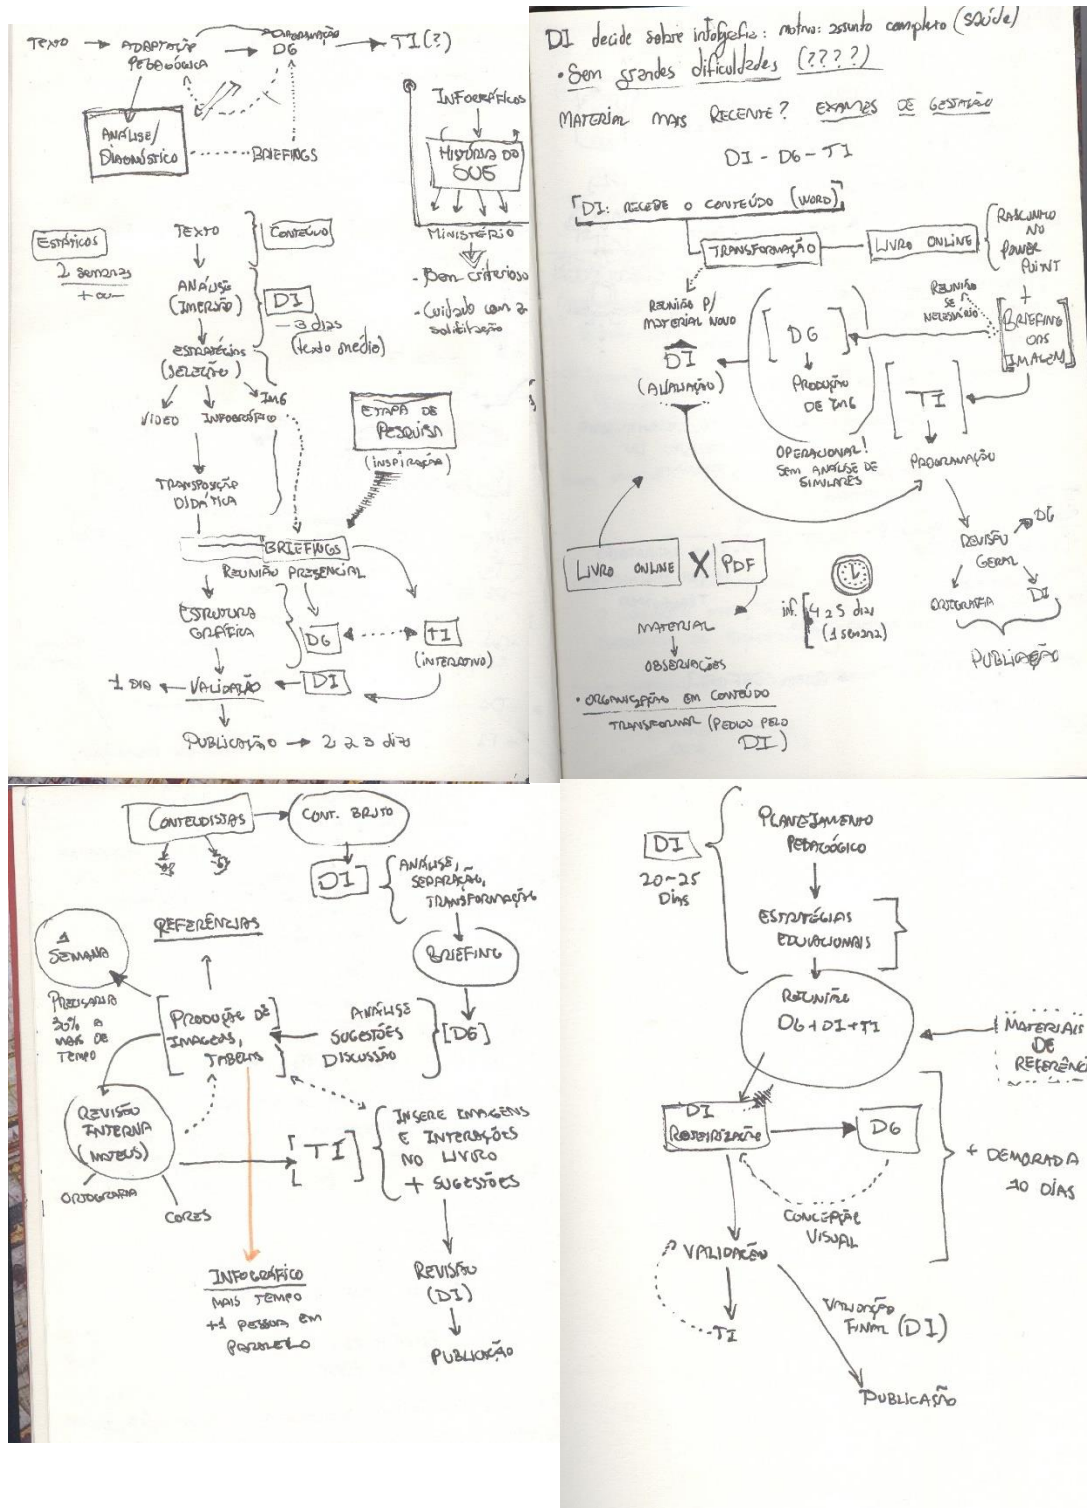 TEXTO
ADAPTAÇÃO
PEDAGÓGICA
DIAGRAMAÇÃO
DG
TI(?)
ANÁLISE/
DIAGNÓSTICO
BRIEFINGS
INFOGRÁFICOS
HISTÓRIA DO
SUS
MINISTÉRIO
- Bem criterioso
- Cuidado com a
solicitação
ESTÁTICOS
2 semanas
+ ou -
TEXTO
CONTEÚDO
ANÁLISE
(IMERSÃO)
DI
- 3 dias
(texto médio)
ESTRATÉGIAS
(SELEÇÃO)
VÍDEO
INFOGRÁFICO
IMG
ETAPA DE
PESQUISA
(INSPIRAÇÃO)
TRANSPOSIÇÃO
DIDÁTICA
BRIEFINGS
REUNIÃO PRESENCIAL
ESTRUTURA
GRÁFICA
DG
TI
(INTERATIVO)
1 DIA
VALIDAÇÃO
DI
PUBLICAÇÃO → 2 a 3 dias
DI decide sobre infografia: motivo: assunto completo (saúde)
• Sem grandes dificuldades (????)
MATERIAL MAIS RECENTE? EXAMES DE GESTAÇÃO
DI - DG - TI
DI: RECEBE O CONTEÚDO (WORD)
TRANSFORMAÇÃO
LIVRO ONLINE
RASCUNHO
NO
POWER
POINT
+
BRIEFING
DAS
IMAGEM
REUNIÃO P/
MATERIAL NOVO
REUNIÃO
SE
NECESSÁRIO
DG
PRODUÇÃO
DE IMG
DI
(AVALIAÇÃO)
TI
PROGRAMAÇÃO
OPERACIONAL!
SEM ANÁLISE DE
SIMILARES
REVISÃO
GERAL
DG
ORTOGRAFIA
DI
PUBLICAÇÃO
LIVRO ONLINE X PDF
inf. 4 a 5 dias
(1 semana)
MATERIAL
OBSERVAÇÕES
• ORGANIZAÇÃO EM CONTEÚDO
TRANSFORMAR (PEDIDO PELO
DI)
CONTEUDISTAS
CONT. BRUTO
DI
ANÁLISE,
SEPARAÇÃO,
TRANSFORMAÇÃO
BRIEFING
REFERÊNCIAS
1
SEMANA
PRECISARIA
30% A
MAIS DE
TEMPO
PRODUÇÃO DE
IMAGENS,
TABELAS
ANÁLISE
SUGESTÕES
DISCUSSÃO
[DG]
REVISÃO
INTERNA
(MATEUS)
ORTOGRAFIA
CORES
[TI]
INSERE IMAGENS
E INTERAÇÕES
NO LIVRO
+ SUGESTÕES
INFOGRÁFICO
MAIS TEMPO
+1 PESSOA EM
PARALELO
REVISÃO
(DI)
PUBLICAÇÃO
DI
20-25
Dias
PLANEJAMENTO
PEDAGÓGICO
ESTRATÉGIAS
EDUCACIONAIS
REUNIÃO
DG+DI+TI
MATERIAIS
DE
REFERÊNCI
DI
ROTEIRIZAÇÃO
DG
CONCEPÇÃO
VISUAL
+ DEMORADA
10 DIAS
VALIDAÇÃO
TI
VALIDAÇÃO
FINAL (DI)
PUBLICAÇÃO